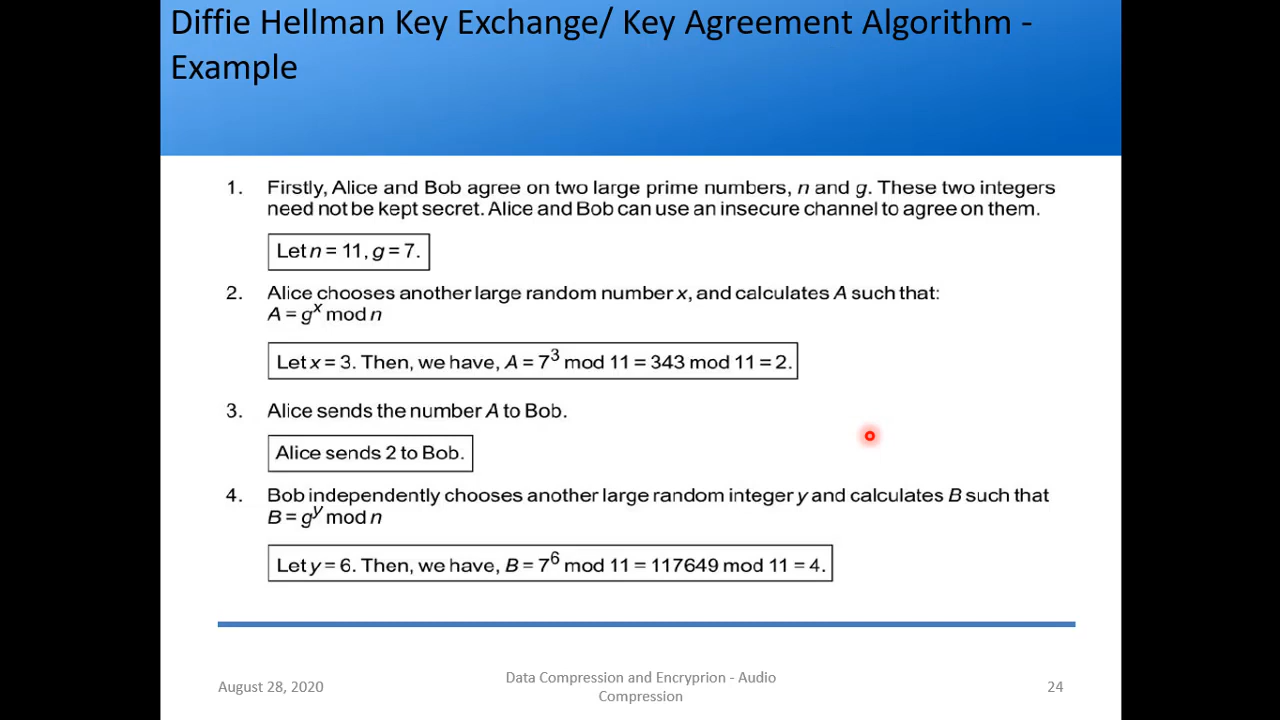 Diffie Hellman Key Exchange/ Key Agreement Algorithm -
Example
1. Firstly, Alice and Bob agree on two large prime numbers, n and g. These two integers
need not be kept secret. Alice and Bob can use an insecure channel to agree on them.
Let n = 11, g = 7.
2. Alice chooses another large random number x, and calculates A such that:
A = g^x mod n
Let x = 3. Then, we have, A = 7^3 mod 11 = 343 mod 11 = 2.
3. Alice sends the number A to Bob.
Alice sends 2 to Bob.
4. Bob independently chooses another large random integer y and calculates B such that
B = g^y mod n
Let y = 6. Then, we have, B = 7^6 mod 11 = 117649 mod 11 = 4.
August 28, 2020
Data Compression and Encryprion - Audio
Compression
24